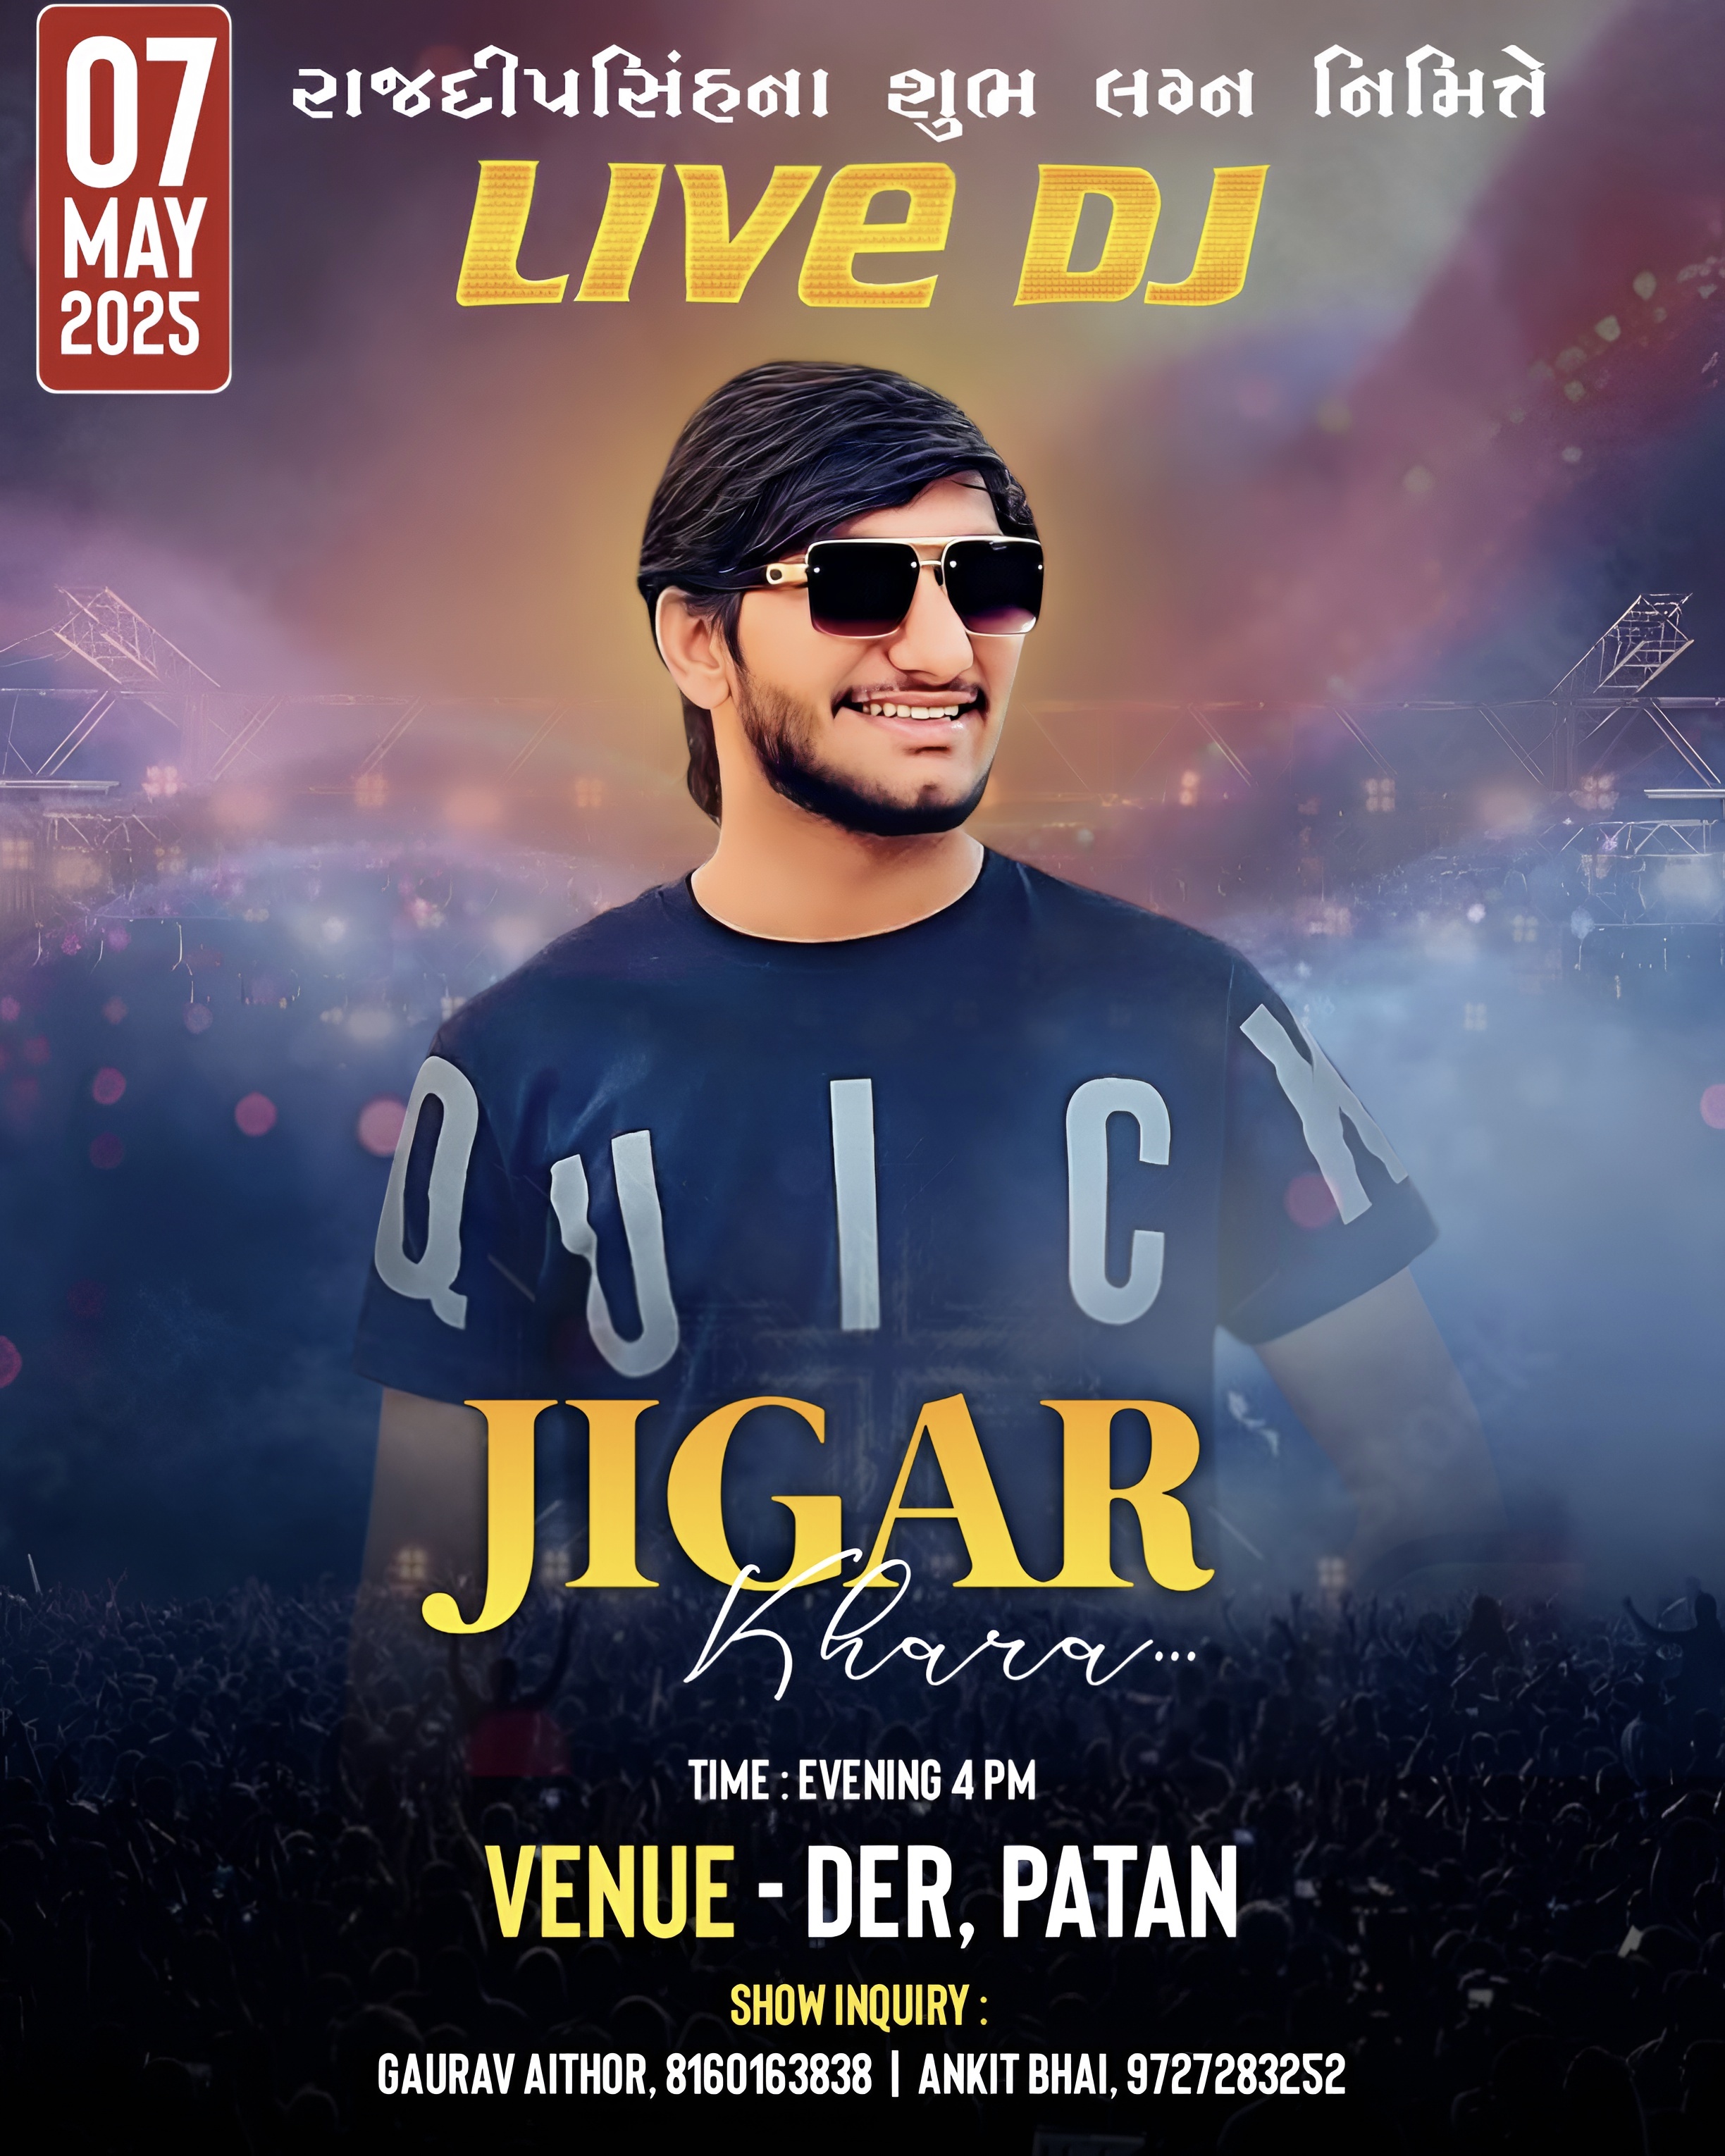 07
MAY
2025
રાજદીપસિંહના શુભ લગ્ન નિમિત્તે
LIVE DJ
QUICK
JIGAR
Khara...
TIME : EVENING 4 PM
VENUE - DER, PATAN
SHOW INQUIRY :
GAURAV AITHOR, 8160163838 | ANKIT BHAI, 9727283252